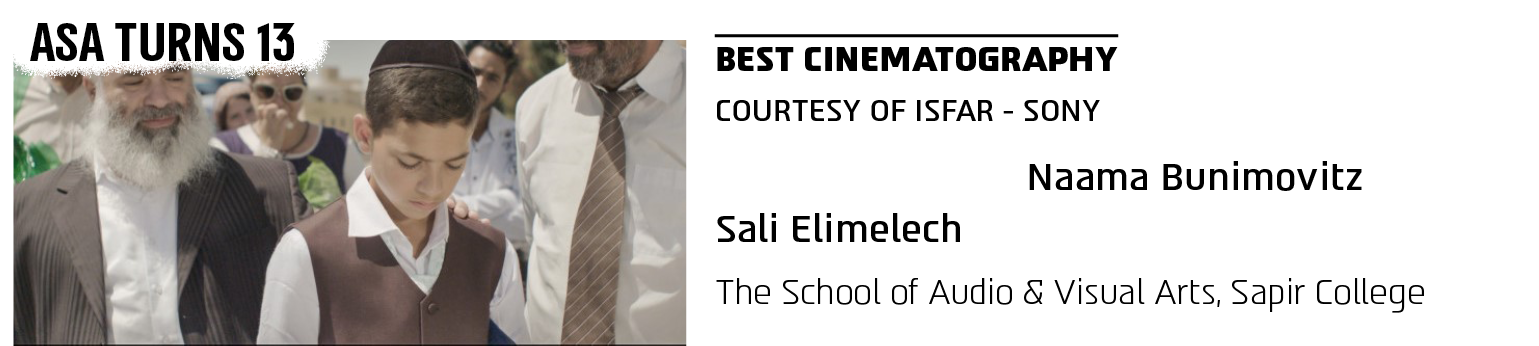 ASA TURNS 13
BEST CINEMATOGRAPHY
COURTESY OF ISFAR - SONY
Naama Bunimovitz
Sali Elimelech
The School of Audio & Visual Arts, Sapir College